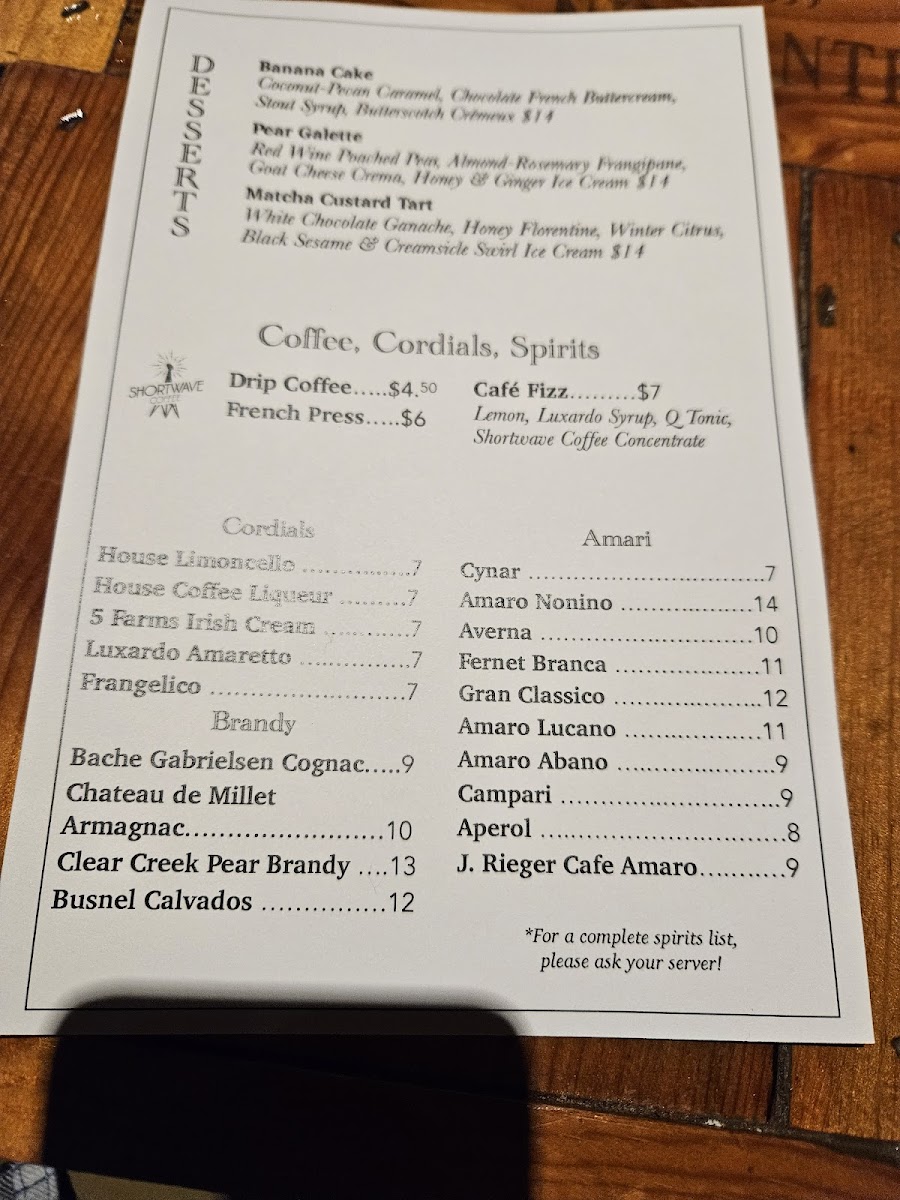 DESSERTS
Banana Cake
Coconut-Pecan Caramel, Chocolate French Buttercream,
Stout Syrup, Butterscotch Crémeux $14
Pear Galette
Red Wine Poached Pear, Almond-Rosemary Frangipane,
Goat Cheese Crema, Honey & Ginger Ice Cream $14
Matcha Custard Tart
White Chocolate Ganache, Honey Florentine, Winter Citrus,
Black Sesame & Creamsicle Swirl Ice Cream $14
Coffee, Cordials, Spirits
SHORTWAVE
COFFEE
Drip Coffee.....$4.50
French Press.....$6
Café Fizz.........$7
Lemon, Luxardo Syrup, Q Tonic,
Shortwave Coffee Concentrate
Cordials
House Limoncello ................7
House Coffee Liqueur .........7
5 Farms Irish Cream ............7
Luxardo Amaretto ..............7
Frangelico .........................7
Brandy
Bache Gabrielsen Cognac.....9
Chateau de Millet
Armagnac.......................10
Clear Creek Pear Brandy ....13
Busnel Calvados ...............12
Amari
Cynar ..............................7
Amaro Nonino .................14
Averna ...........................10
Fernet Branca ..................11
Gran Classico ...................12
Amaro Lucano .................11
Amaro Abano ....................9
Campari ............................9
Aperol ...............................8
J. Rieger Cafe Amaro...........9
*For a complete spirits list,
please ask your server!